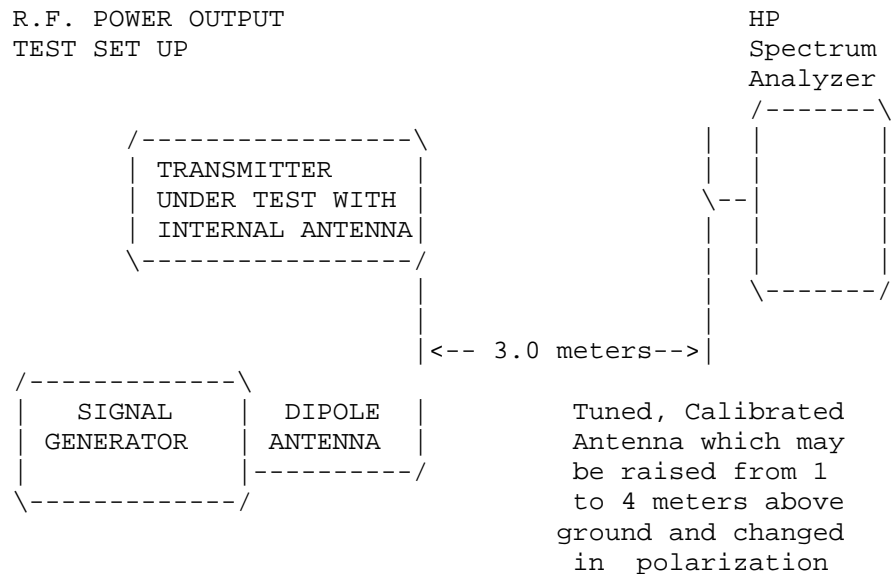 R.F. POWER OUTPUT
TEST SET UP
HP
Spectrum
Analyzer
TRANSMITTER
UNDER TEST WITH
INTERNAL ANTENNA
<-- 3.0 meters-->
SIGNAL
GENERATOR
DIPOLE
ANTENNA
Tuned, Calibrated
Antenna which may
be raised from 1
to 4 meters above
ground and changed
in polarization